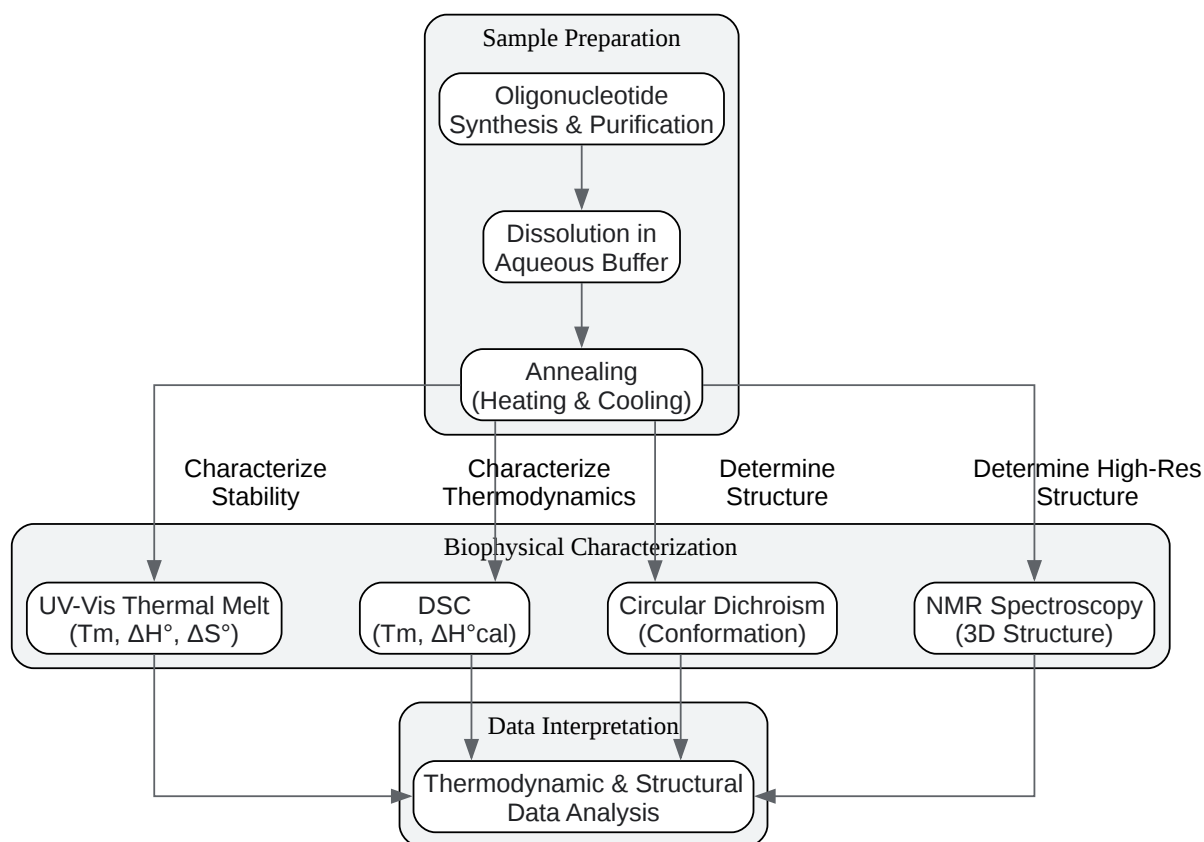 Sample Preparation
Oligonucleotide
Synthesis & Purification
Dissolution in
Aqueous Buffer
Annealing
(Heating & Cooling)
Characterize
Stability
Characterize
Thermodynamics
Determine
Structure
Determine High-Res
Structure
Biophysical Characterization
UV-Vis Thermal Melt
(Tm, ΔH°, ΔS°)
DSC
(Tm, ΔH°cal)
Circular Dichroism
(Conformation)
NMR Spectroscopy
(3D Structure)
Data Interpretation
Thermodynamic & Structural
Data Analysis